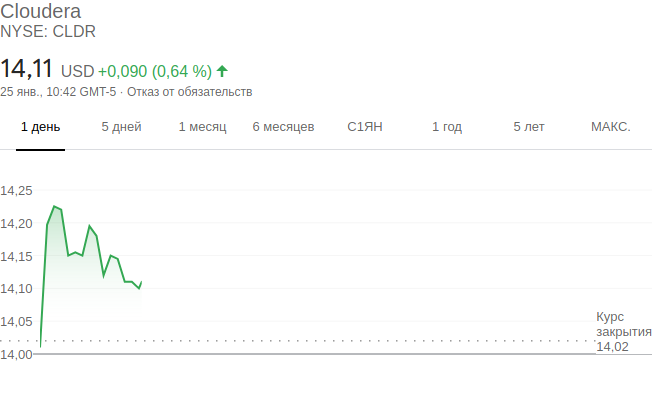 Cloudera
NYSE: CLDR
14,11 USD +0,090 (0,64 %)
25 янв., 10:42 GMT-5 · Отказ от обязательств
1 день 5 дней 1 месяц 6 месяцев С1ЯН 1 год 5 лет МАКС.
14,25
14,20
14,15
14,10
14,05
14,00
Курс
закрытия
14,02